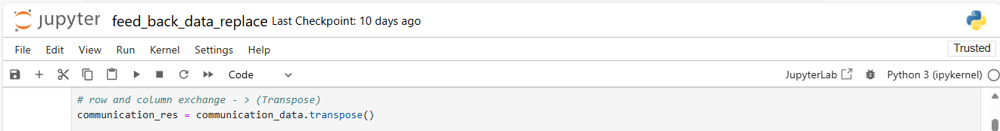 jupyter feed_back_data_replace Last Checkpoint: 10 days ago
File Edit View Run Kernel Settings Help Trusted
Code JupyterLab Python 3 (ipykernel)
# row and column exchange - > (Transpose)
communication_res = communication_data.transpose()